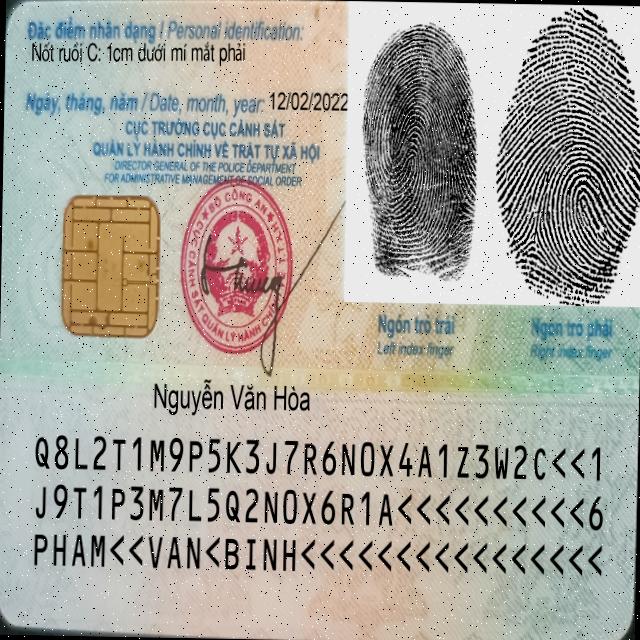 Đặc điểm nhân dạng / Personal identification:
Nốt ruồi C: 1cm dưới mí mắt phải
Ngày, tháng, năm / Date, month, year: 12/02/2022
CỤC TRƯỞNG CỤC CẢNH SÁT
QUẢN LÝ HÀNH CHÍNH VỀ TRẬT TỰ XÃ HỘI
DIRECTOR GENERAL OF THE POLICE DEPARTMENT
FOR ADMINISTRATIVE MANAGEMENT OF SOCIAL ORDER
BỘ CÔNG AN
CỤC CẢNH SÁT QUẢN LÝ HÀNH CHÍNH
Ngón trỏ trái
Left index finger
Ngón trỏ phải
Right index finger
Nguyễn Văn Hòa
Q8L2T1M9P5K3J7R6N0X4A1Z3W2C<<1
J9T1P3M7L5Q2N0X6R1A<<<<<<<<<<6
PHAM<<VAN<BINH<<<<<<<<<<<<<<<<